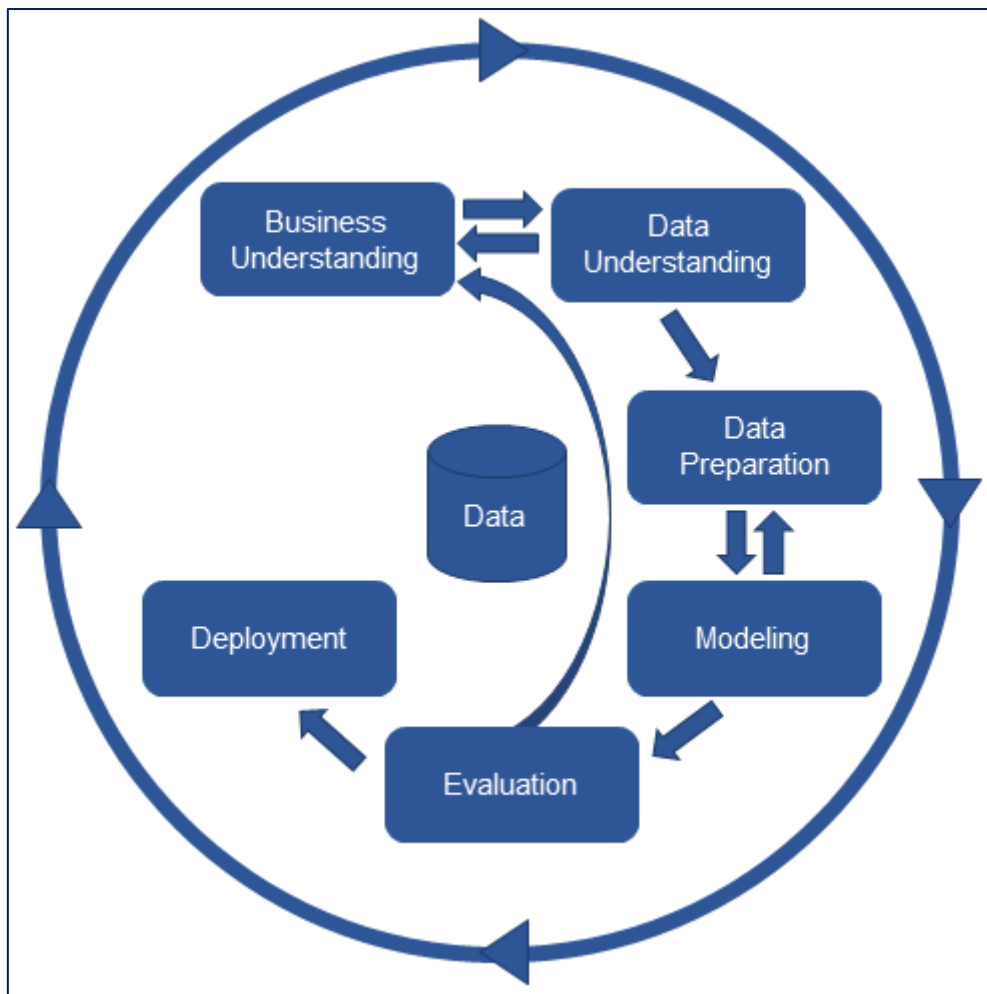 Business
Understanding
Data
Understanding
Data
Preparation
Data
Modeling
Deployment
Evaluation